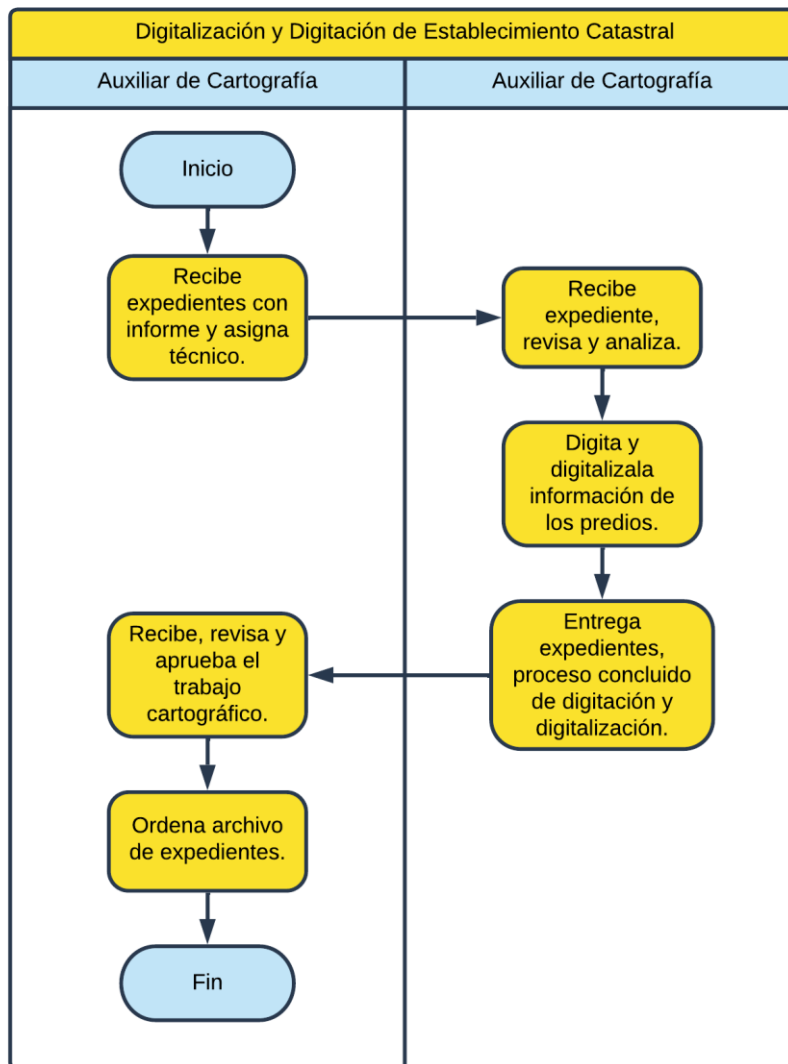 Digitalización y Digitación de Establecimiento Catastral
Auxiliar de Cartografía
Auxiliar de Cartografía
Inicio
Recibe
expedientes con
informe y asigna
técnico.
Recibe
expediente,
revisa y analiza.
Digita y
digitalizala
información de
los predios.
Entrega
expedientes,
proceso concluido
de digitación y
digitalización.
Recibe, revisa y
aprueba el
trabajo
cartográfico.
Ordena archivo
de expedientes.
Fin